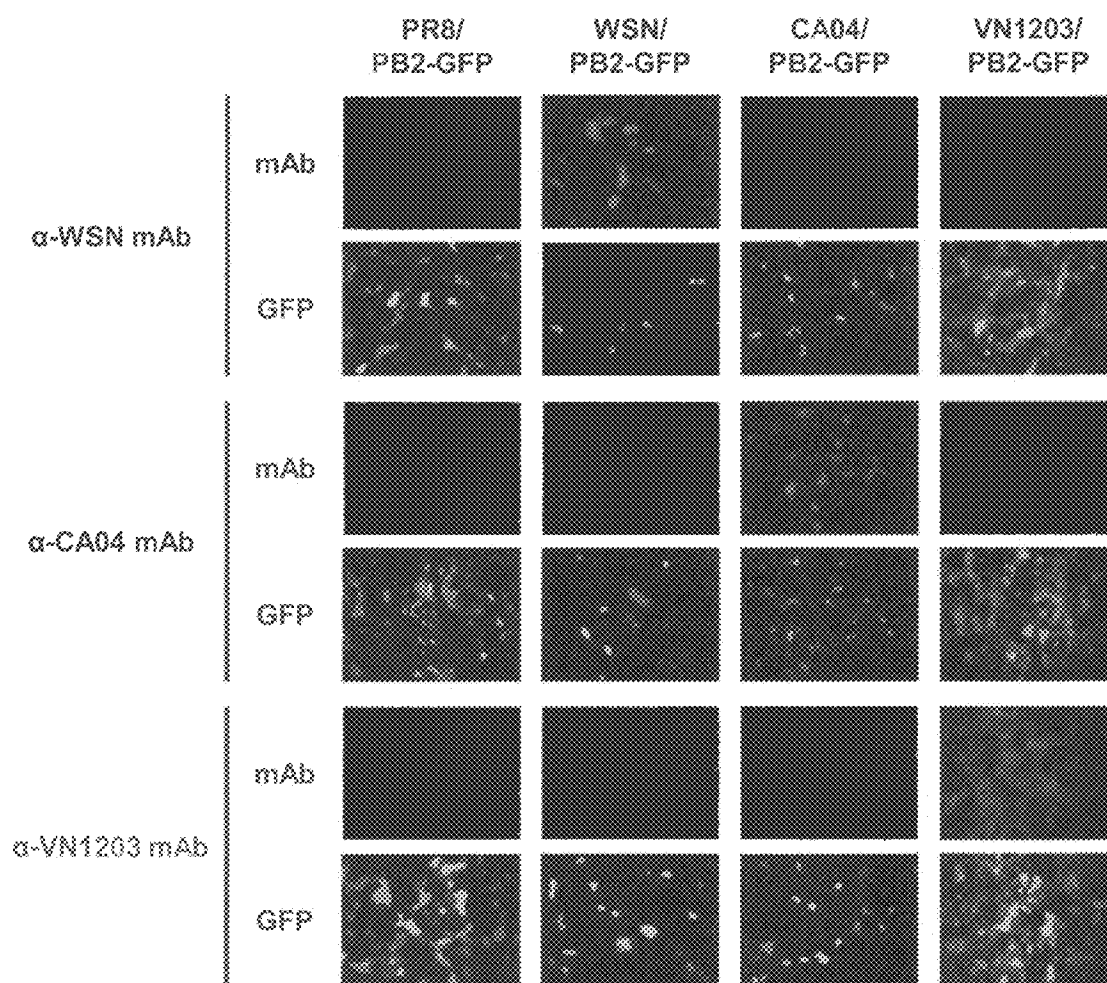 PR8/ WSN/ CA04/ VN1203/
PB2-GFP PB2-GFP PB2-GFP PB2-GFP
mAb
α-WSN mAb
GFP
mAb
α-CA04 mAb
GFP
mAb
α-VN1203 mAb
GFP